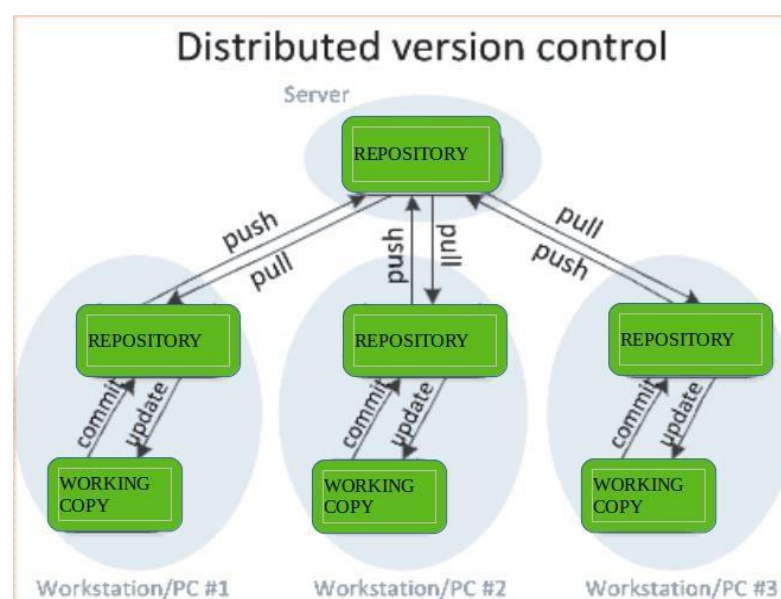 Distributed version control
Server
REPOSITORY
push
pull
push
pull
pull
push
REPOSITORY
REPOSITORY
REPOSITORY
commit
update
commit
update
commit
update
WORKING
COPY
WORKING
COPY
WORKING
COPY
Workstation/PC #1
Workstation/PC #2
Workstation/PC #3